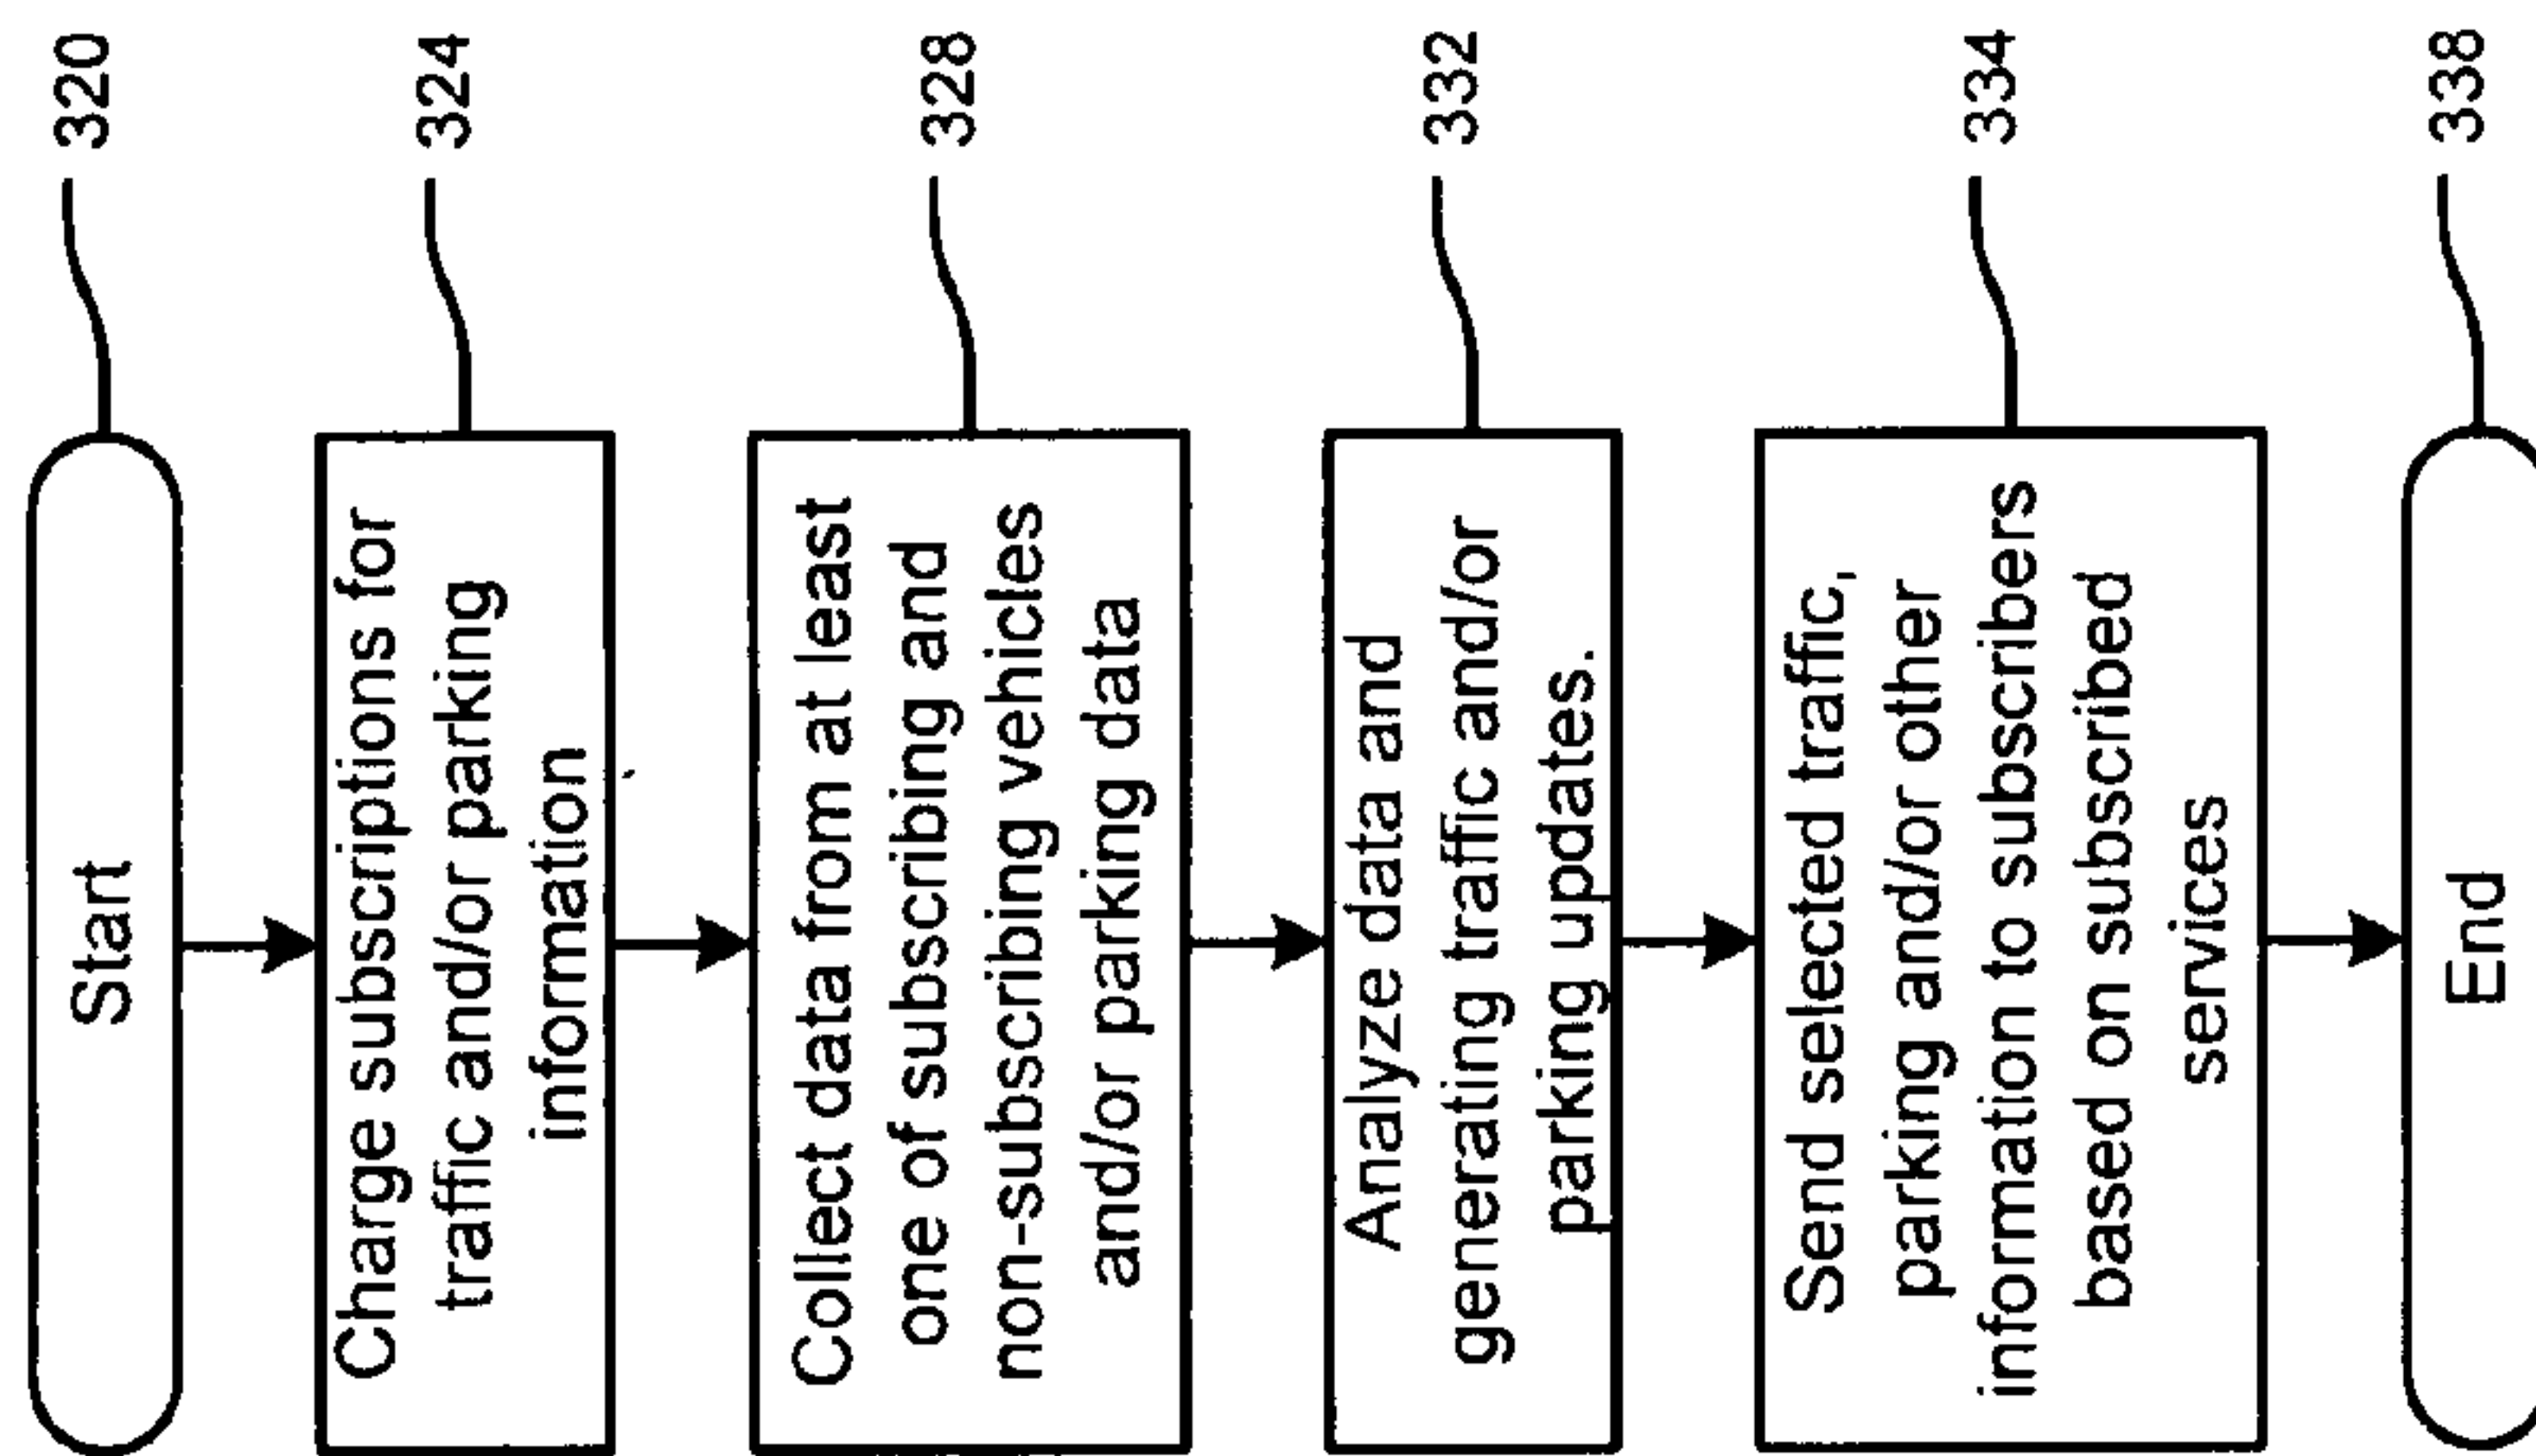 Start
320
Charge subscriptions for
traffic and/or parking
information
324
Collect data from at least
one of subscribing and
non-subscribing vehicles
and/or parking data
328
Analyze data and
generating traffic and/or
parking updates.
332
Send selected traffic,
parking and/or other
information to subscribers
based on subscribed
services
334
End
338